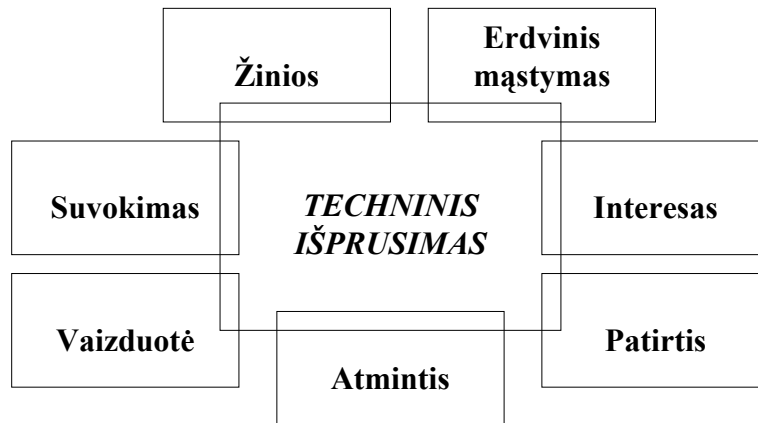 Žinios
Erdvinis
mąstymas
Suvokimas
TECHNINIS
IŠPRUSIMAS
Interesas
Vaizduotė
Patirtis
Atmintis